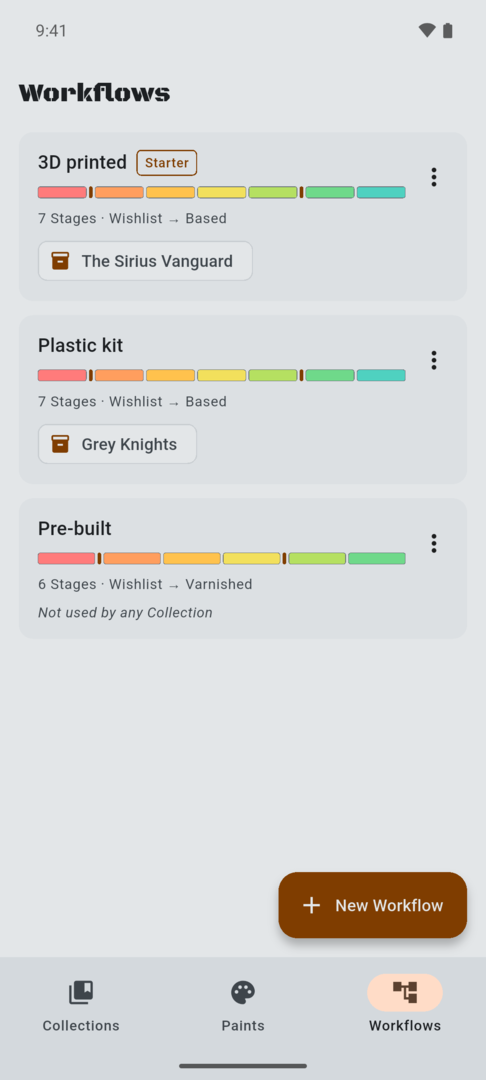 9:41
Workflows
3D printed Starter
7 Stages · Wishlist → Based
The Sirius Vanguard
Plastic kit
7 Stages · Wishlist → Based
Grey Knights
Pre-built
6 Stages · Wishlist → Varnished
Not used by any Collection
+ New Workflow
Collections Paints Workflows